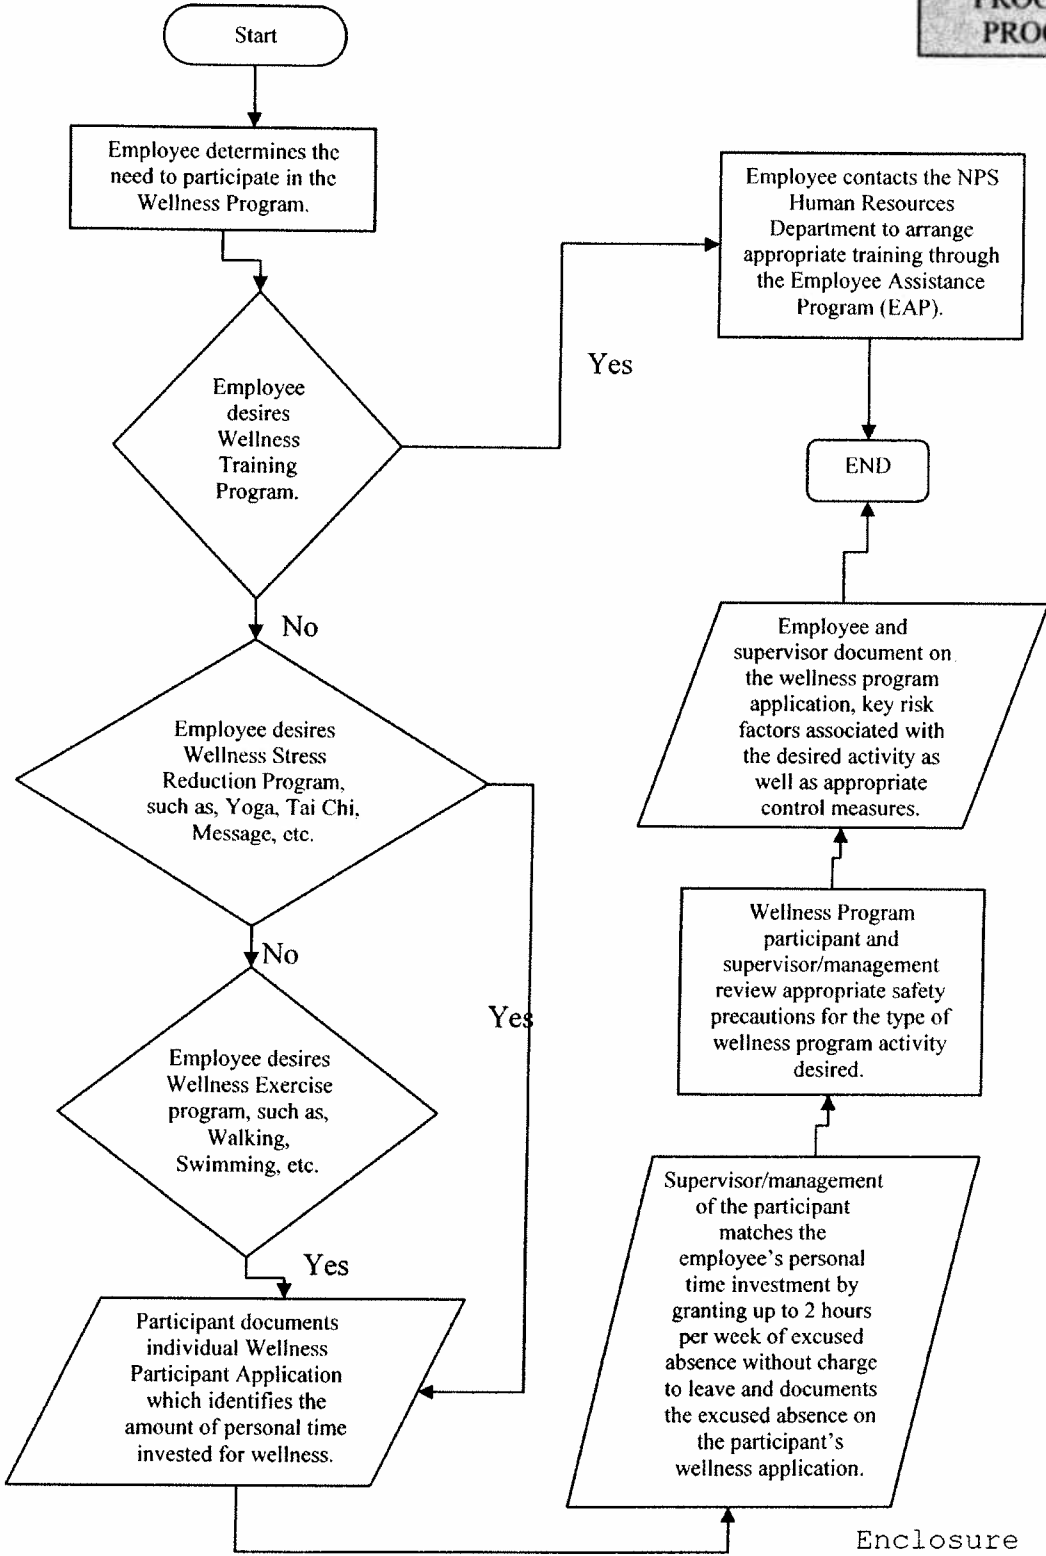 PROG
Start
Employee determines the
need to participate in the
Wellness Program.
Employee
desires
Wellness
Training
Program.
Yes
Employee contacts the NPS
Human Resources
Department to arrange
appropriate training through
the Employee Assistance
Program (EAP).
END
No
Employee desires
Wellness Stress
Reduction Program,
such as, Yoga, Tai Chi,
Message, etc.
Yes
No
Employee desires
Wellness Exercise
program, such as,
Walking,
Swimming, etc.
Yes
Participant documents
individual Wellness
Participant Application
which identifies the
amount of personal time
invested for wellness.
Supervisor/management
of the participant
matches the
employee's personal
time investment by
granting up to 2 hours
per week of excused
absence without charge
to leave and documents
the excused absence on
the participant's
wellness application.
Wellness Program
participant and
supervisor/management
review appropriate safety
precautions for the type of
wellness program activity
desired.
Employee and
supervisor document on
the wellness program
application, key risk
factors associated with
the desired activity as
well as appropriate
control measures.
Enclosure